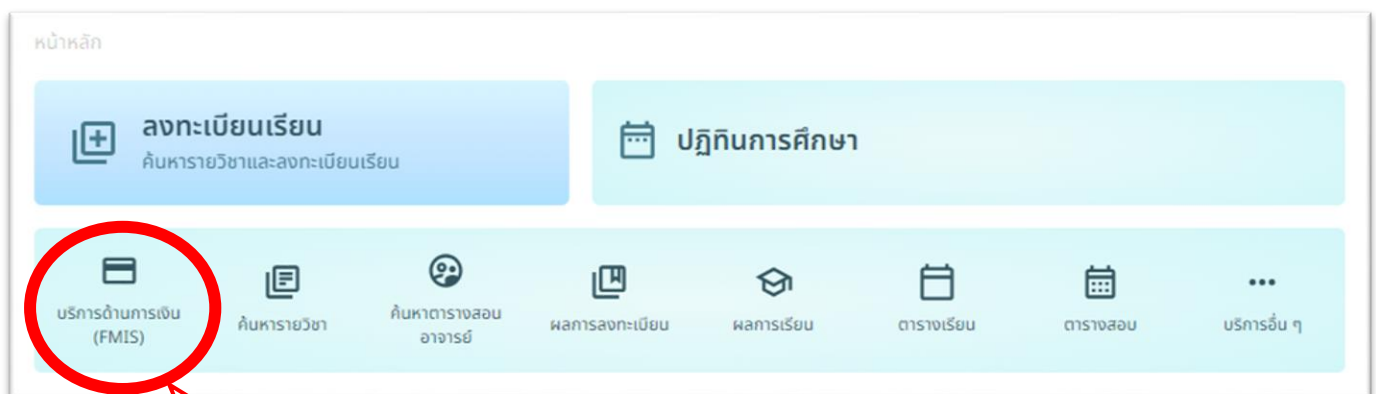 หน้าหลัก
ลงทะเบียนเรียน
ค้นหารายวิชาและลงทะเบียนเรียน
ปฏิทินการศึกษา
บริการด้านการเงิน
(FMIS)
ค้นหารายวิชา
ค้นหาตารางสอน
อาจารย์
ผลการลงทะเบียน
ผลการเรียน
ตารางเรียน
ตารางสอบ
บริการอื่น ๆ